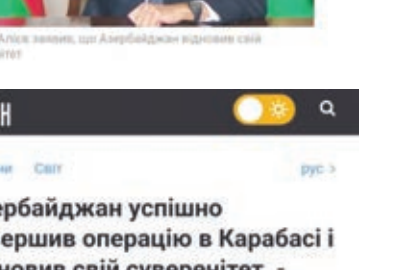 Алієв заявив, що Азербайджан відновив свій
Світ рус >
ербайджан успішно
ершив операцію в Карабасі і
новив свій суверенітет -